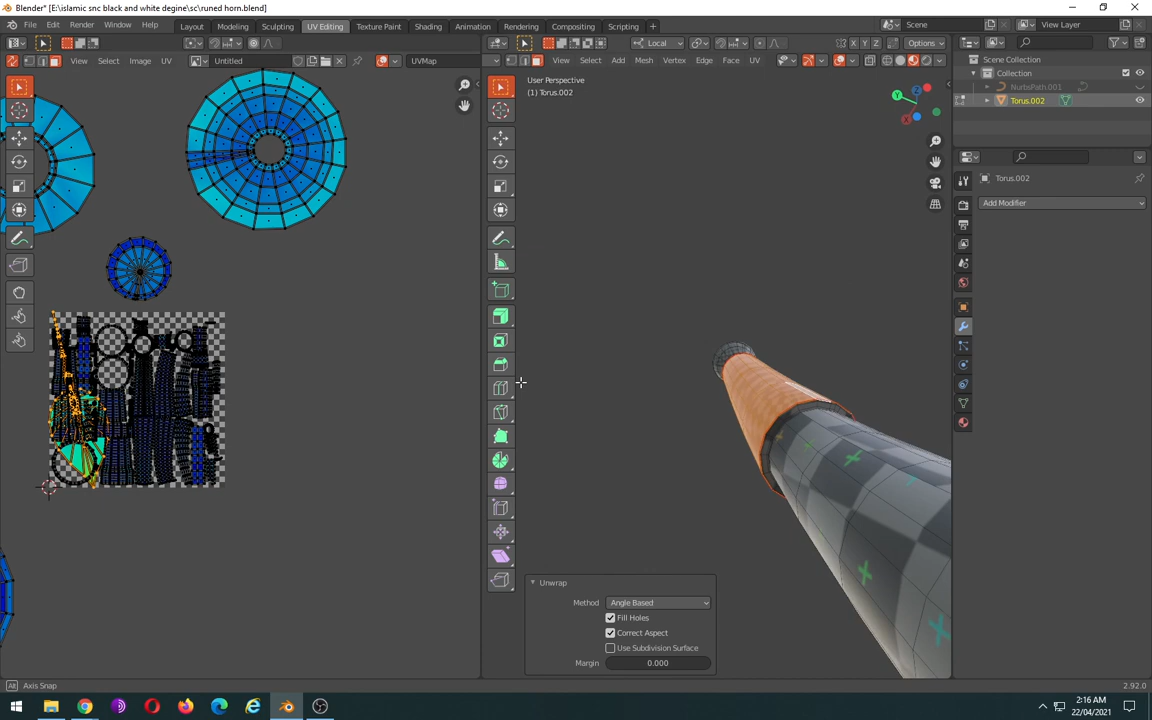 Blender* [E:\islamic snc black and white degine\sc\runed horn.blend]
File Edit Render Window Help Layout Modeling Sculpting UV Editing Texture Paint Shading Animation Rendering Compositing Scripting + Scene View Layer
Local Options X Y Z
View Select Image UV Untitled UVMap View Select Add Mesh Vertex Edge Face UV
Scene Collection
Collection
NurbsPath.001
Torus.002
User Perspective
(1) Torus.002
Y Z X
Torus.002
Add Modifier
Unwrap
Method Angle Based
Fill Holes
Correct Aspect
Use Subdivision Surface
Margin 0.000
Alt Axis Snap 2.92.0
2:16 AM
22/04/2021